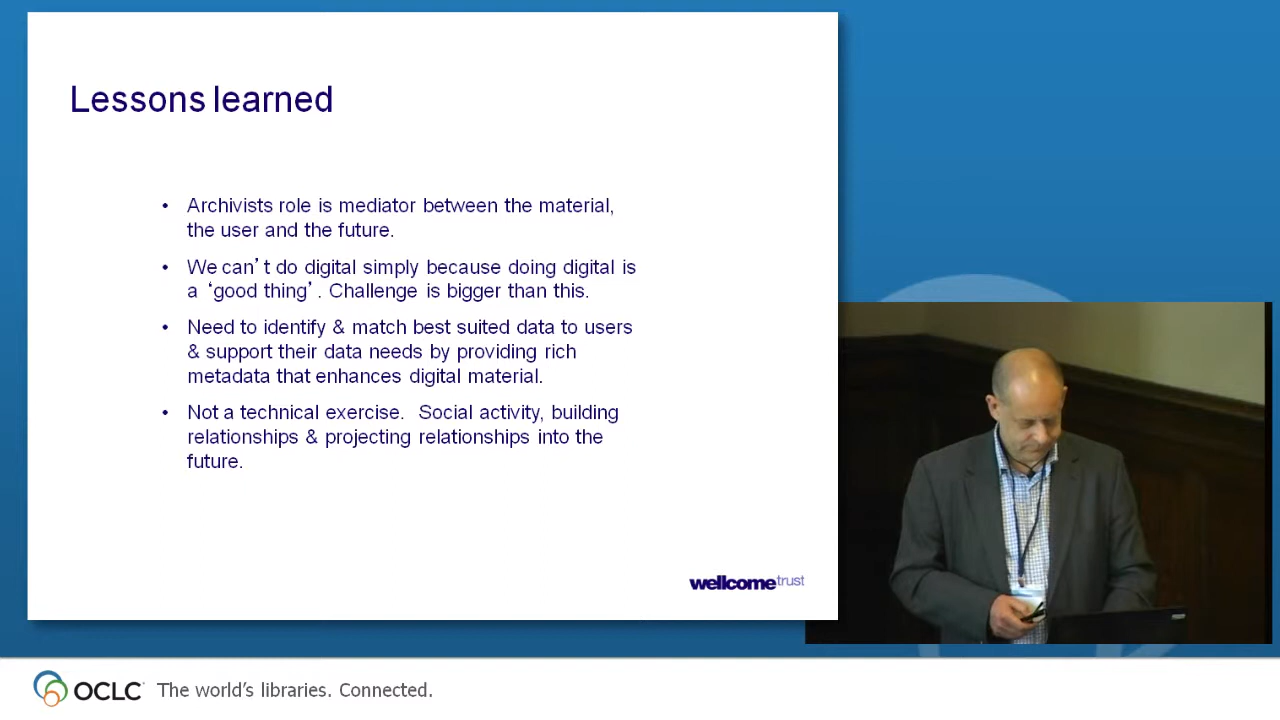 Lessons learned
• Archivists role is mediator between the material,
the user and the future.
• We can’t do digital simply because doing digital is
a ‘good thing’. Challenge is bigger than this.
• Need to identify & match best suited data to users
& support their data needs by providing rich
metadata that enhances digital material.
• Not a technical exercise. Social activity, building
relationships & projecting relationships into the
future.
wellcometrust
OCLC The world’s libraries. Connected.